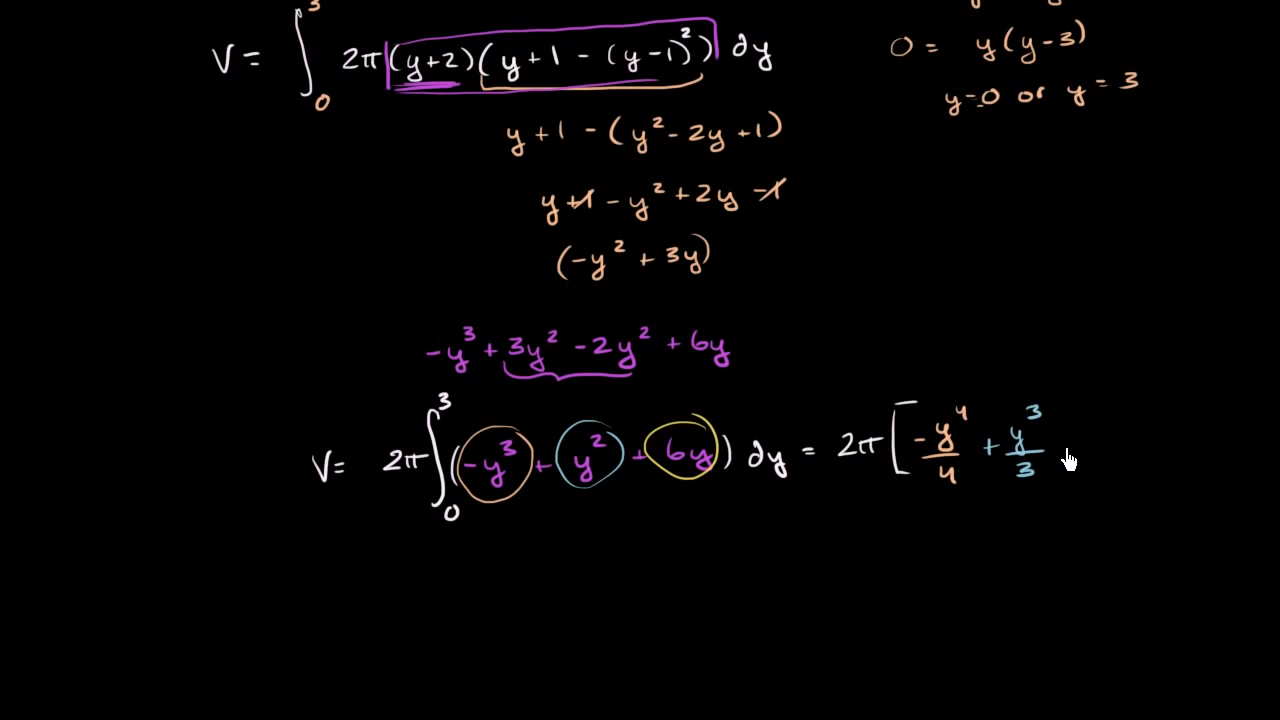 V = ∫₀³ 2π(y+2)(y+1 - (y-1)²) dy
0 = y(y-3)
y=0 or y=3
y+1 - (y² - 2y +1)
y+1 - y² + 2y -1
(-y² + 3y)
-y³ + 3y² - 2y² + 6y
V = 2π ∫₀³ (-y³ + y² + 6y) dy = 2π [ -y⁴/4 + y³/3